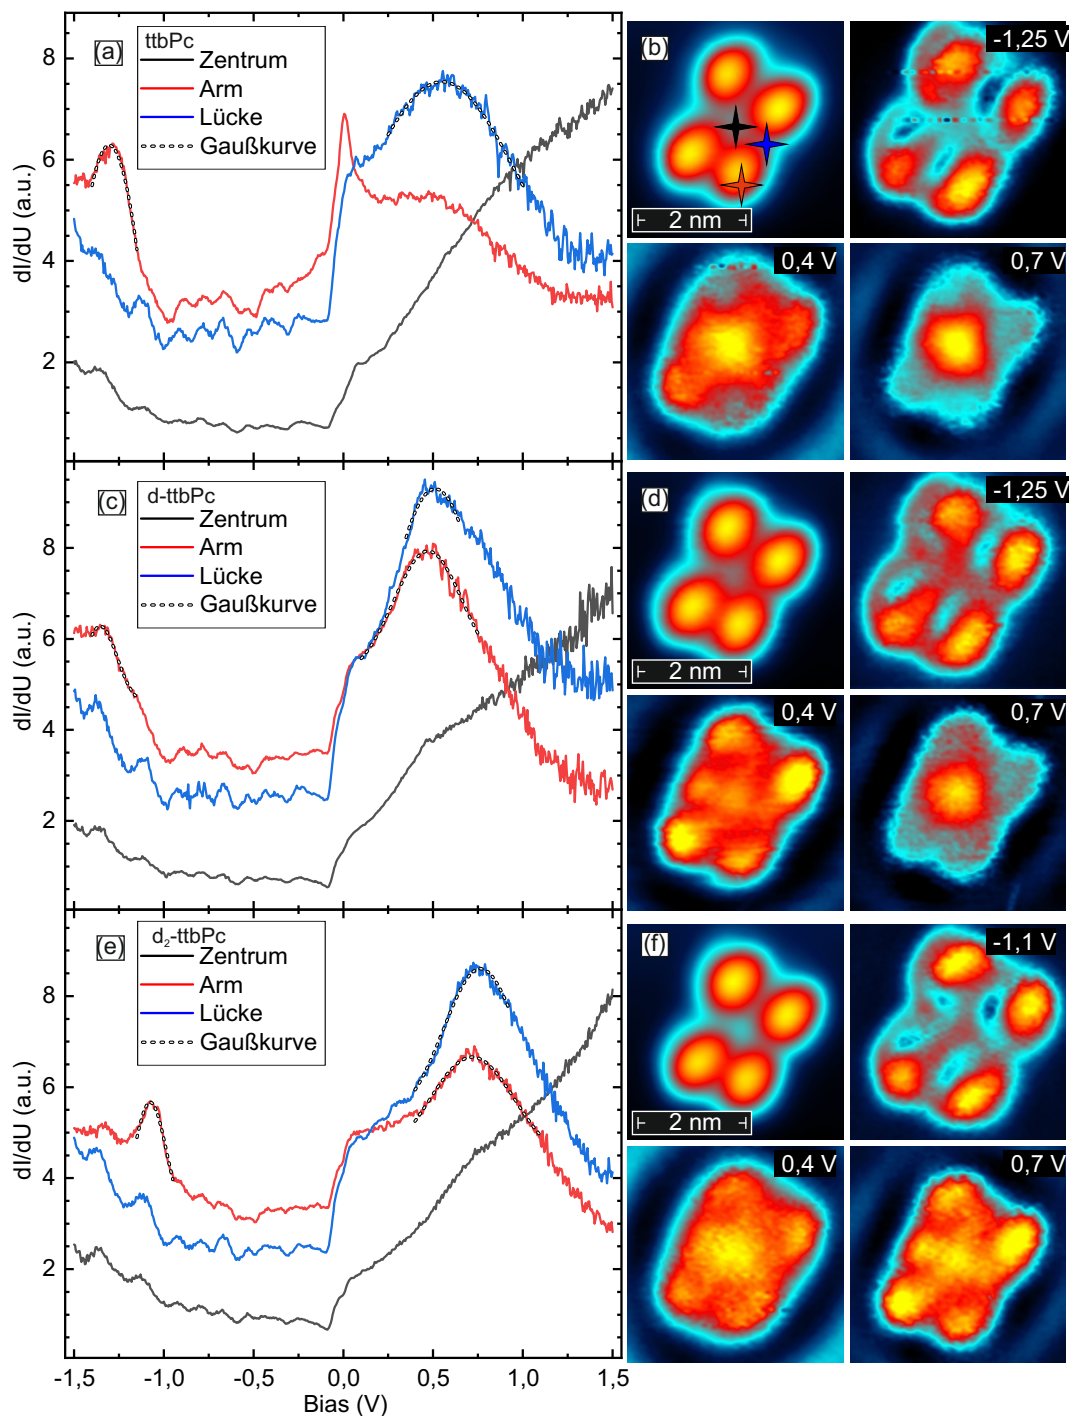 (a)
ttbPc
Zentrum
Arm
Lücke
Gaußkurve
8
6
4
2
dI/dU (a.u.)
(b)
2 nm
-1,25 V
0,4 V
0,7 V
(c)
d-ttbPc
Zentrum
Arm
Lücke
Gaußkurve
8
6
4
2
dI/dU (a.u.)
(d)
2 nm
-1,25 V
0,4 V
0,7 V
(e)
d₂-ttbPc
Zentrum
Arm
Lücke
Gaußkurve
8
6
4
2
dI/dU (a.u.)
-1,5 -1,0 -0,5 0,0 0,5 1,0 1,5
Bias (V)
(f)
2 nm
-1,1 V
0,4 V
0,7 V